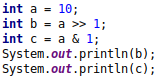 int a = 10;
int b = a >> 1;
int c = a & 1;
System.out.println(b);
System.out.println(c);